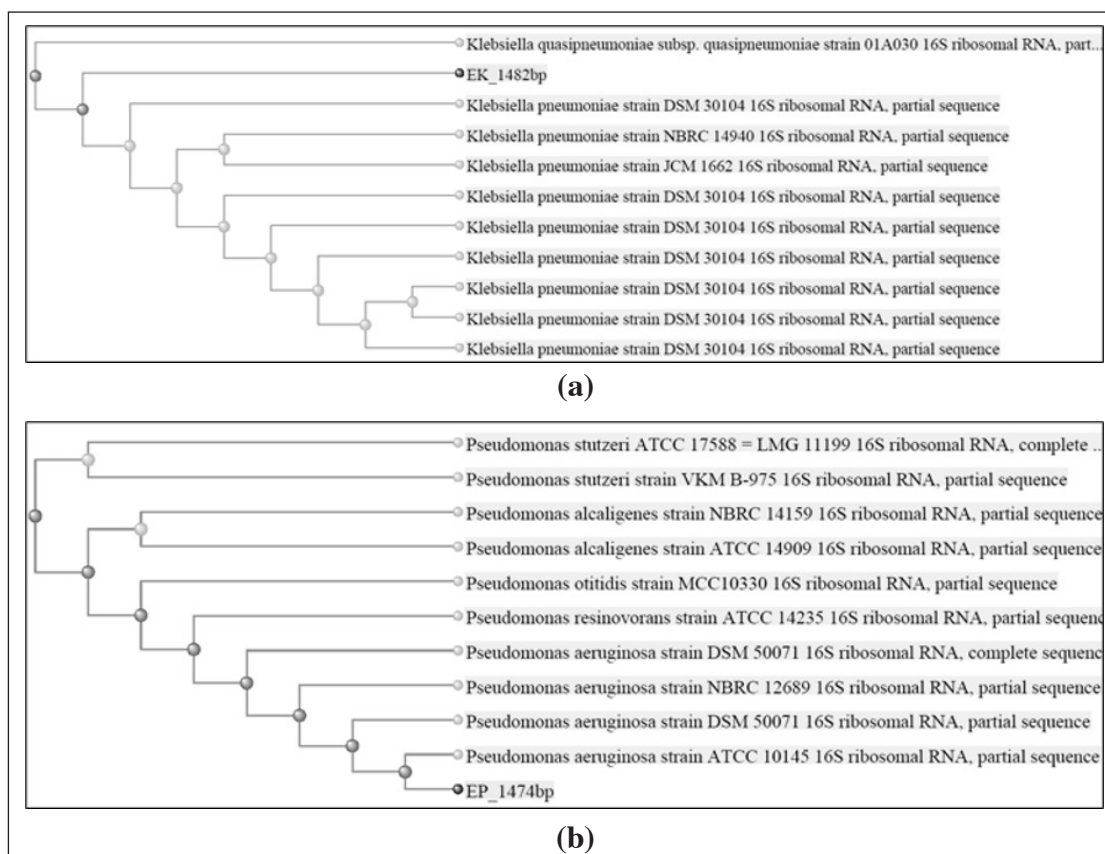 Klebsiella quasipneumoniae subsp. quasipneumoniae strain 01A030 16S ribosomal RNA, part...
EK_1482bp
Klebsiella pneumoniae strain DSM 30104 16S ribosomal RNA, partial sequence
Klebsiella pneumoniae strain NBRC 14940 16S ribosomal RNA, partial sequence
Klebsiella pneumoniae strain JCM 1662 16S ribosomal RNA, partial sequence
Klebsiella pneumoniae strain DSM 30104 16S ribosomal RNA, partial sequence
Klebsiella pneumoniae strain DSM 30104 16S ribosomal RNA, partial sequence
Klebsiella pneumoniae strain DSM 30104 16S ribosomal RNA, partial sequence
Klebsiella pneumoniae strain DSM 30104 16S ribosomal RNA, partial sequence
Klebsiella pneumoniae strain DSM 30104 16S ribosomal RNA, partial sequence
Klebsiella pneumoniae strain DSM 30104 16S ribosomal RNA, partial sequence
(a)
Pseudomonas stutzeri ATCC 17588 = LMG 11199 16S ribosomal RNA, complete ...
Pseudomonas stutzeri strain VKM B-975 16S ribosomal RNA, partial sequence
Pseudomonas alcaligenes strain NBRC 14159 16S ribosomal RNA, partial sequence
Pseudomonas alcaligenes strain ATCC 14909 16S ribosomal RNA, partial sequence
Pseudomonas otitidis strain MCC10330 16S ribosomal RNA, partial sequence
Pseudomonas resinovorans strain ATCC 14235 16S ribosomal RNA, partial sequenc
Pseudomonas aeruginosa strain DSM 50071 16S ribosomal RNA, complete sequenc
Pseudomonas aeruginosa strain NBRC 12689 16S ribosomal RNA, partial sequence
Pseudomonas aeruginosa strain DSM 50071 16S ribosomal RNA, partial sequence
Pseudomonas aeruginosa strain ATCC 10145 16S ribosomal RNA, partial sequence
EP_1474bp
(b)